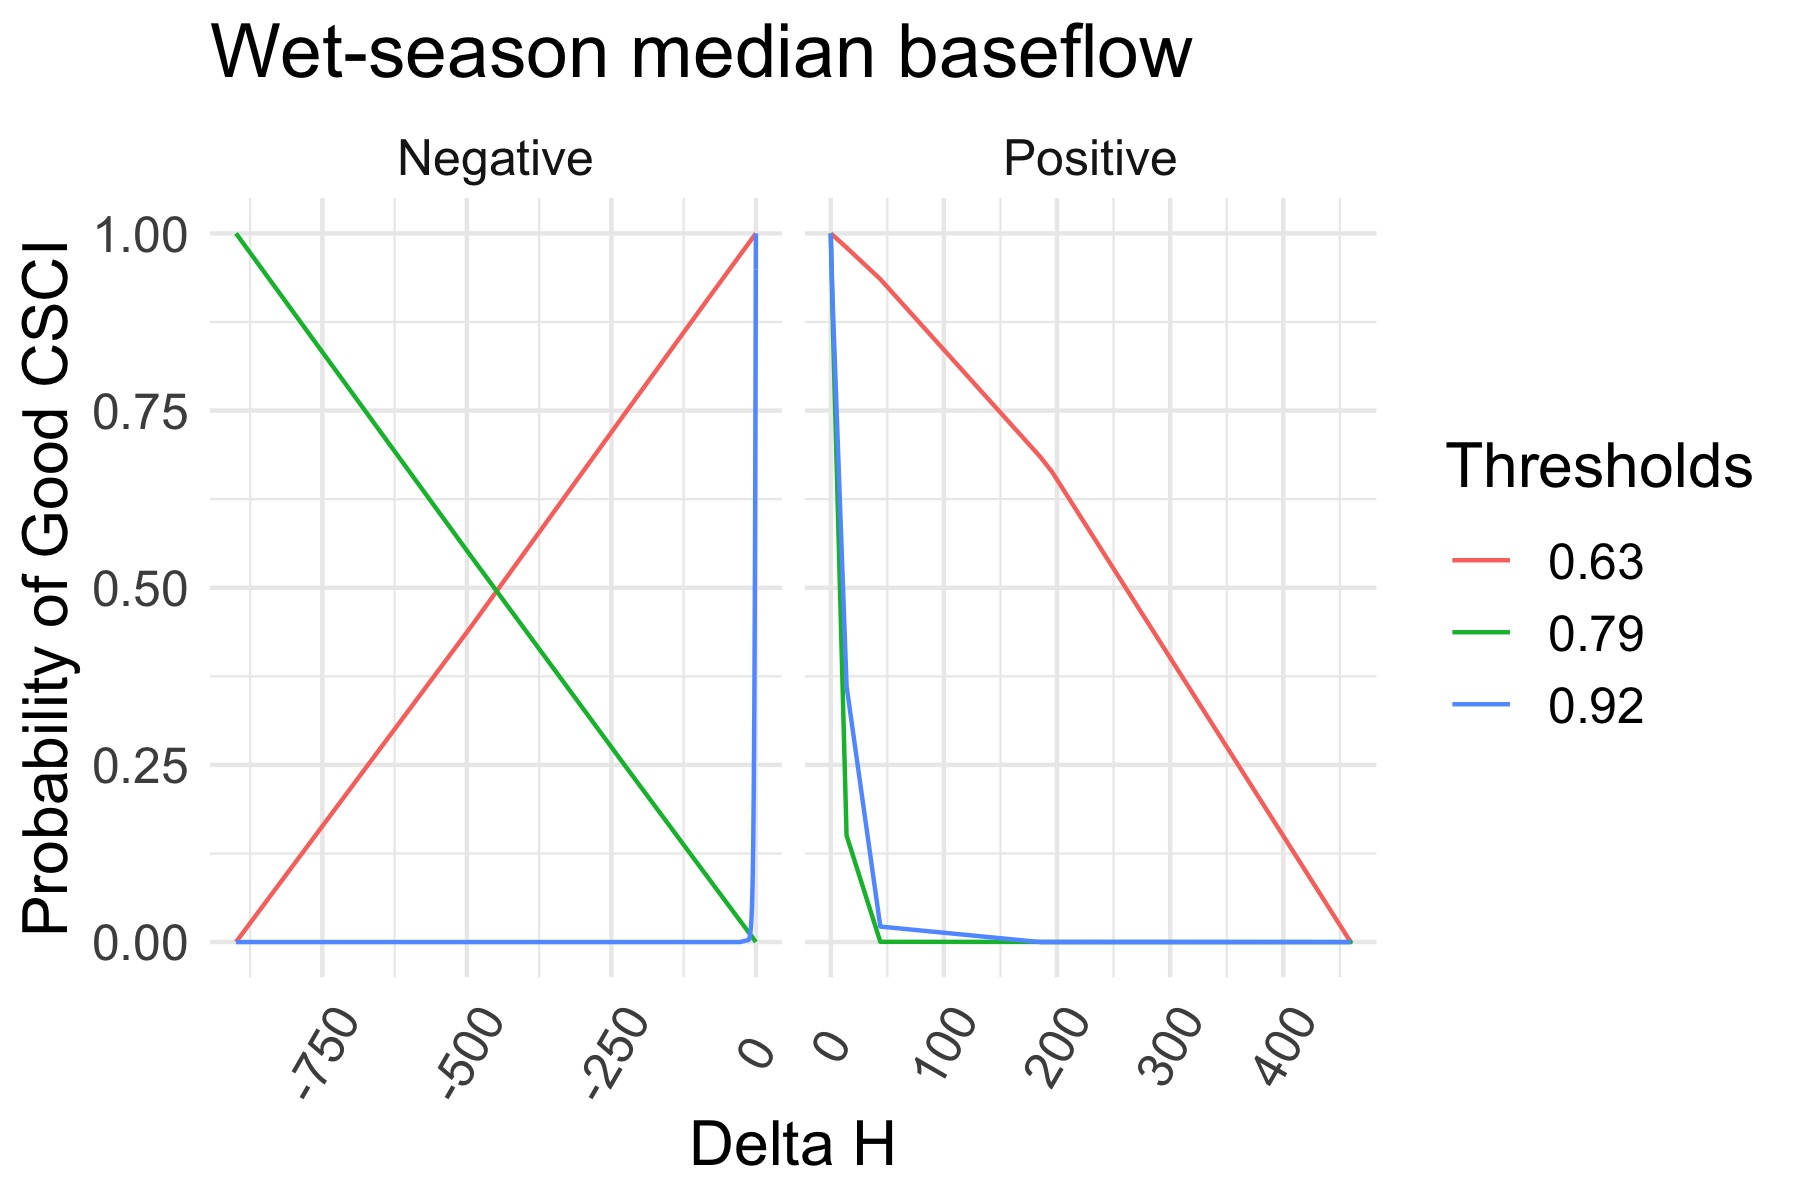 Wet-season median baseflow
Negative
Positive
Probability of Good CSCI
1.00
0.75
0.50
0.25
0.00
-750
-500
-250
0
0
100
200
300
400
Delta H
Thresholds
0.63
0.79
0.92